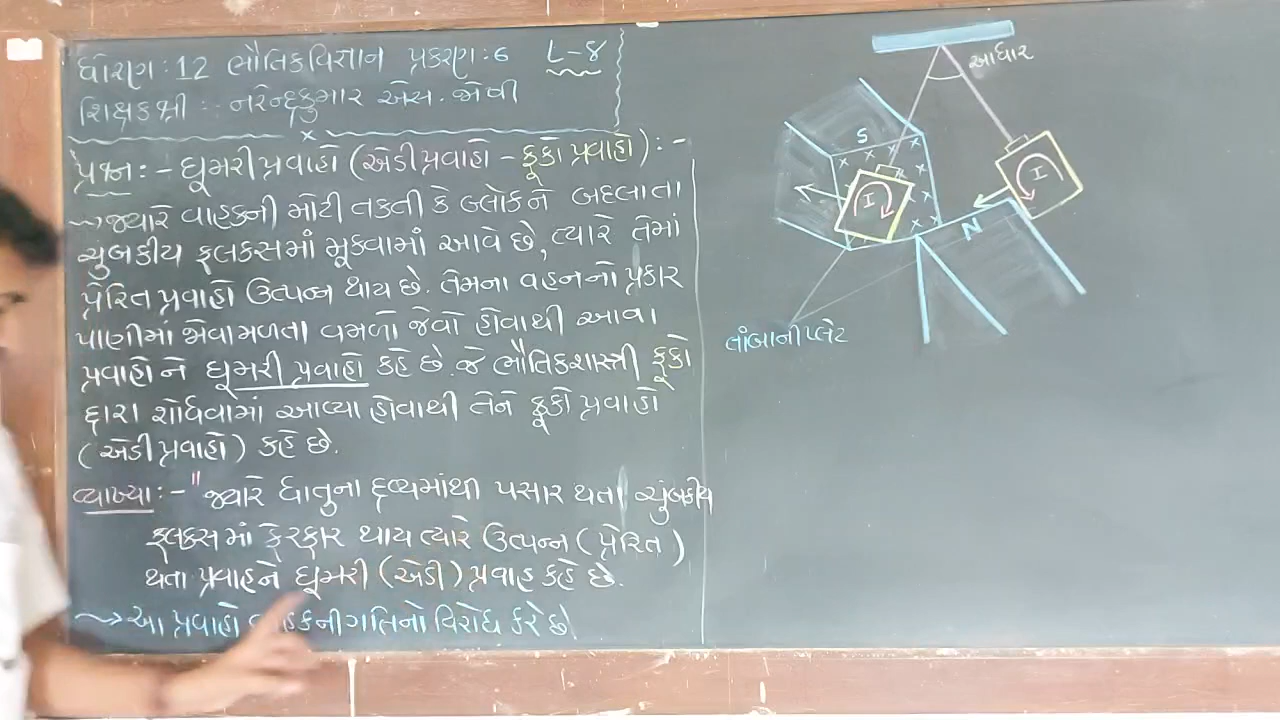 ધોરણ:12 ભૌતિકવિજ્ઞાન પ્રકરણ:6 L-8
શિક્ષકશ્રી :- નરેન્દ્રકુમાર એસ. જોષી
પ્રશ્ન:- ઘૂમરી પ્રવાહો (એડી પ્રવાહો - ફૂકો પ્રવાહો):-
→ જ્યારે વાહકની મોટી તકતી કે બ્લોકને બદલાતા
ચુંબકીય ફ્લક્સમાં મૂકવામાં આવે છે, ત્યારે તેમાં
પ્રેરિત પ્રવાહો ઉત્પન્ન થાય છે. તેમના વહનનો પ્રકાર
પાણીમાં જોવા મળતા વમળો જેવો હોવાથી આવા
પ્રવાહોને ઘૂમરી પ્રવાહો કહે છે. જે ભૌતિકશાસ્ત્રી ફૂકો
દ્વારા શોધવામાં આવ્યા હોવાથી તેને ફૂકો પ્રવાહો
(એડી પ્રવાહો) કહે છે.
વ્યાખ્યા:- "જ્યારે ધાતુના દ્રવ્યમાંથી પસાર થતા ચુંબકીય
ફ્લક્સમાં ફેરફાર થાય ત્યારે ઉત્પન્ન (પ્રેરિત)
થતા પ્રવાહને ઘૂમરી (એડી) પ્રવાહ કહે છે.
→ આ પ્રવાહો વાહકની ગતિનો વિરોધ કરે છે
આધાર
S
I
I
N
તાંબાની પ્લેટ